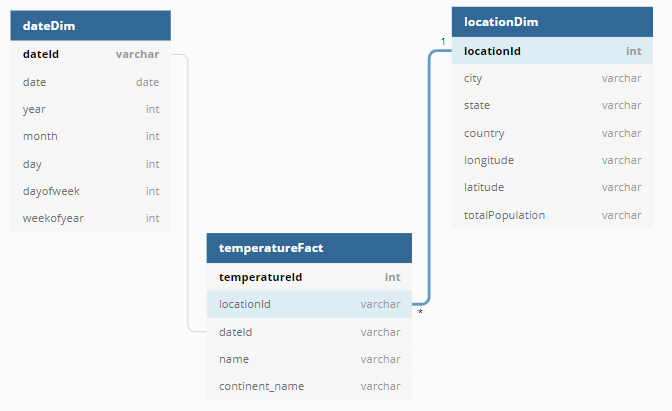 dateDim
dateId varchar
date date
year int
month int
day int
dayofweek int
weekofyear int
locationDim
1
locationId int
city varchar
state varchar
country varchar
longitude varchar
latitude varchar
totalPopulation varchar
temperatureFact
temperatureId int
locationId varchar
*
dateId varchar
name varchar
continent_name varchar